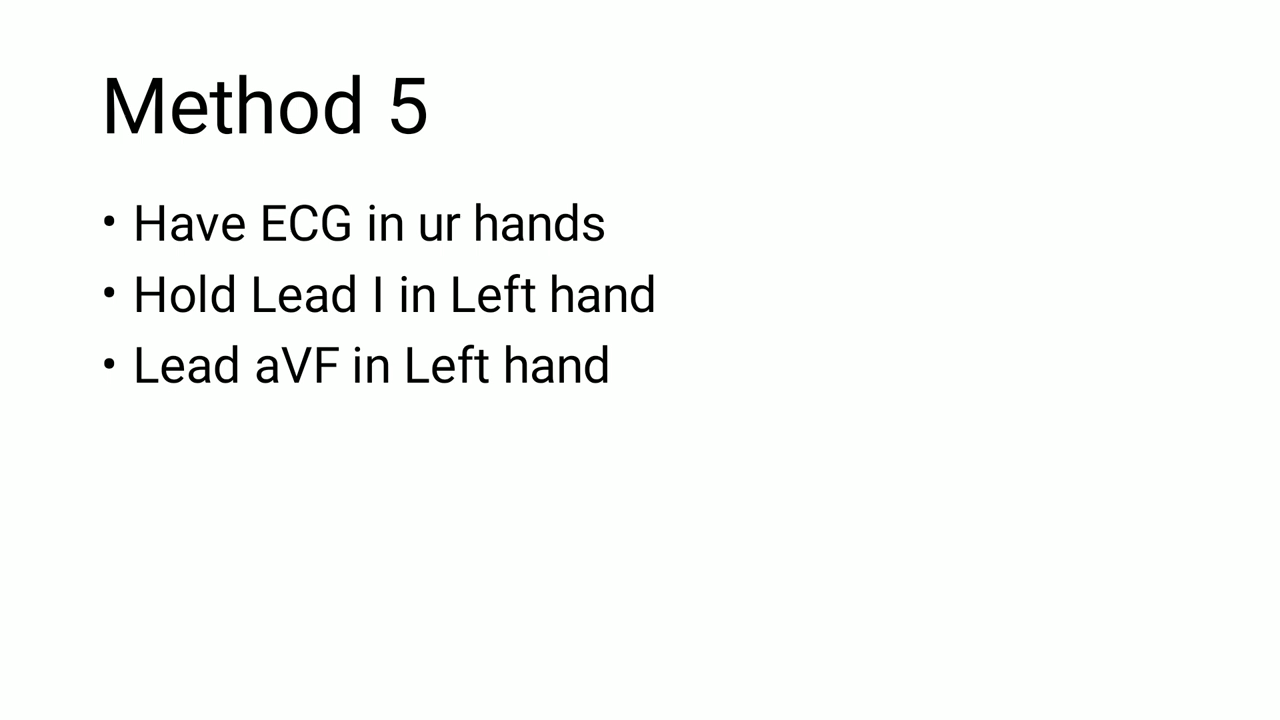 Method 5
• Have ECG in ur hands
• Hold Lead I in Left hand
• Lead aVF in Left hand